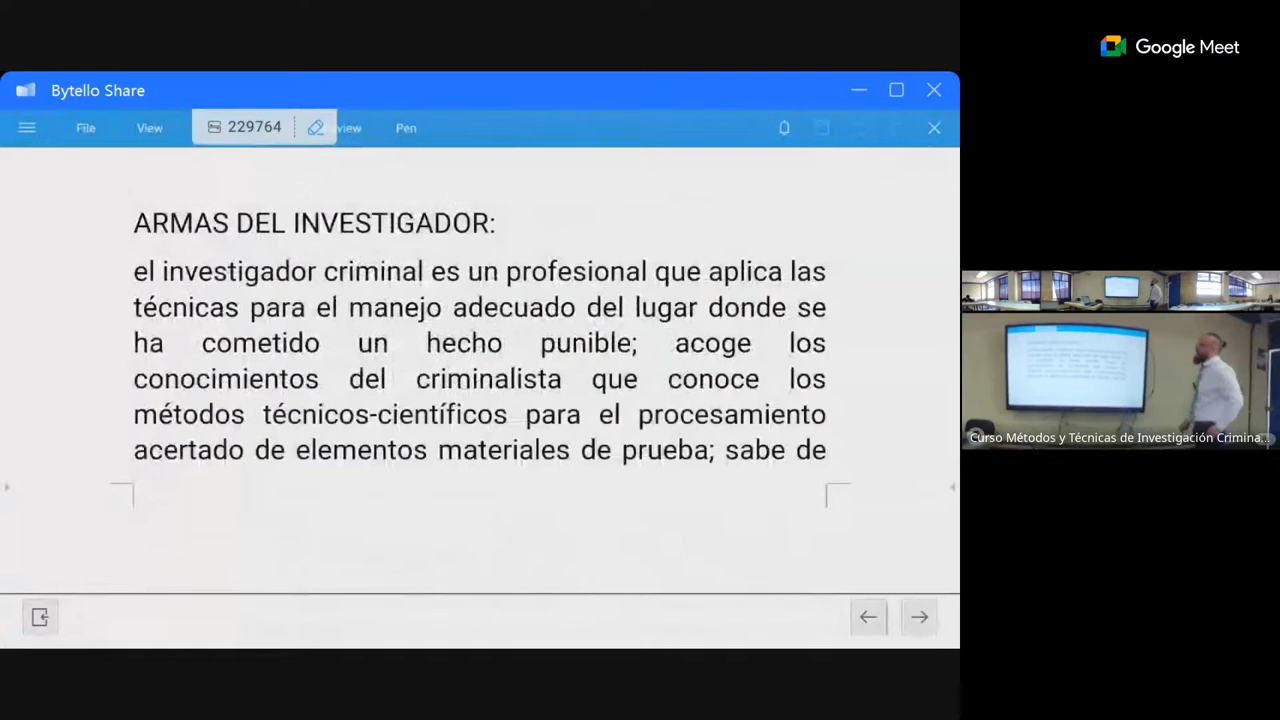 Google Meet
Bytello Share
File
View
229764
view
Pen
ARMAS DEL INVESTIGADOR:
el investigador criminal es un profesional que aplica las
técnicas para el manejo adecuado del lugar donde se
ha cometido un hecho punible; acoge los
conocimientos del criminalista que conoce los
métodos técnicos-científicos para el procesamiento
acertado de elementos materiales de prueba; sabe de
Curso Métodos y Técnicas de Investigación Crimina...